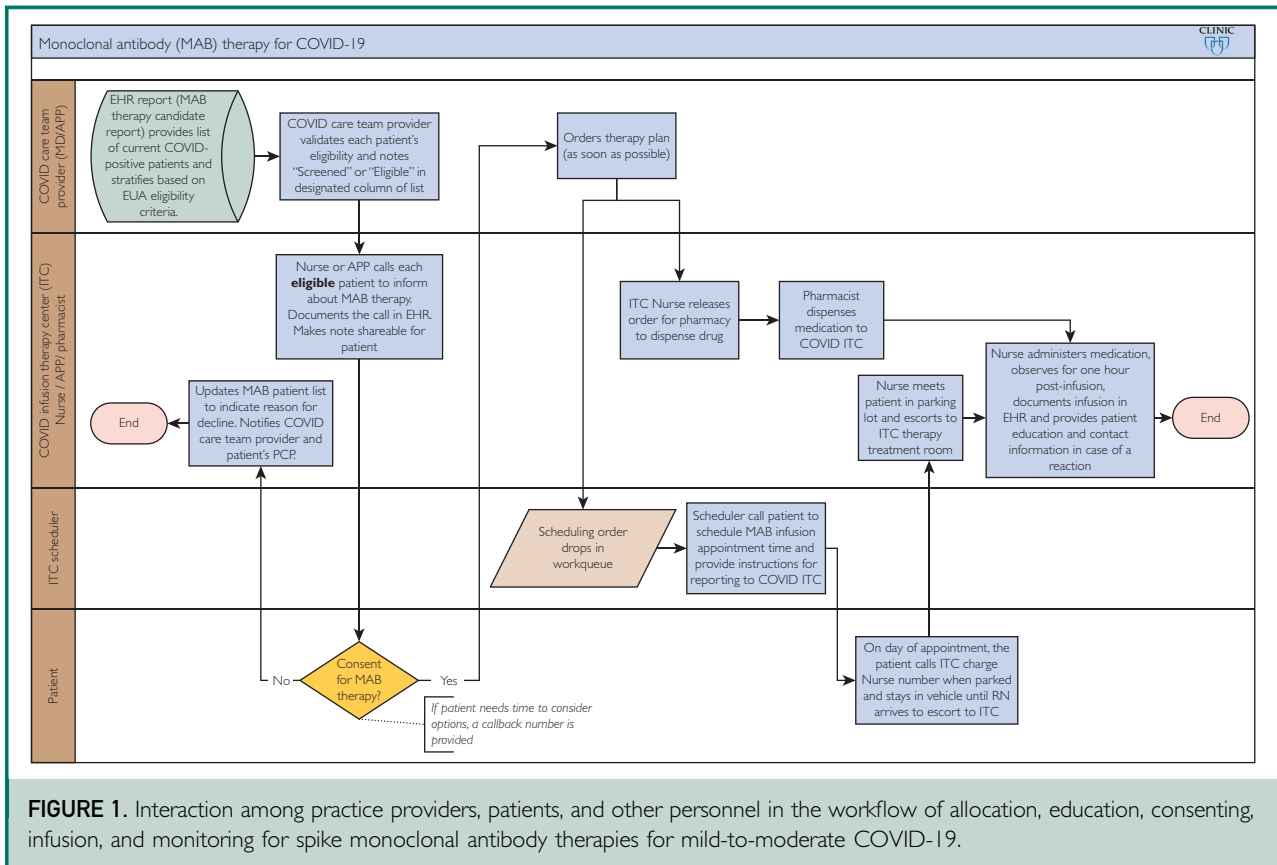 Monoclonal antibody (MAB) therapy for COVID-19
CLINIC
COVID care team
provider (MD/APP)
EHR report (MAB
therapy candidate
report) provides list
of current COVID-
positive patients and
stratifies based on
EUA eligibility
criteria.
COVID care team provider
validates each patient's
eligibility and notes
“Screened” or “Eligible” in
designated column of list
Orders therapy plan
(as soon as possible)
COVID infusion therapy center (ITC)
Nurse / APP/ pharmacist
Nurse or APP calls each
eligible patient to inform
about MAB therapy.
Documents the call in EHR.
Makes note shareable for
patient
ITC Nurse releases
order for pharmacy
to dispense drug
Pharmacist
dispenses
medication to
COVID ITC
End
Updates MAB patient list
to indicate reason for
decline. Notifies COVID
care team provider and
patient's PCP.
Nurse meets
patient in parking
lot and escorts to
ITC therapy
treatment room
Nurse administers medication,
observes for one hour
post-infusion,
documents infusion in
EHR and provides patient
education and contact
information in case of a
reaction
End
ITC scheduler
Scheduling order
drops in
workqueue
Scheduler call patient to
schedule MAB infusion
appointment time and
provide instructions for
reporting to COVID ITC
Patient
No
Consent
for MAB
therapy?
Yes
If patient needs time to consider
options, a callback number is
provided
On day of appointment, the
patient calls ITC charge
Nurse number when parked
and stays in vehicle until RN
arrives to escort to ITC
FIGURE 1. Interaction among practice providers, patients, and other personnel in the workflow of allocation, education, consenting,
infusion, and monitoring for spike monoclonal antibody therapies for mild-to-moderate COVID-19.